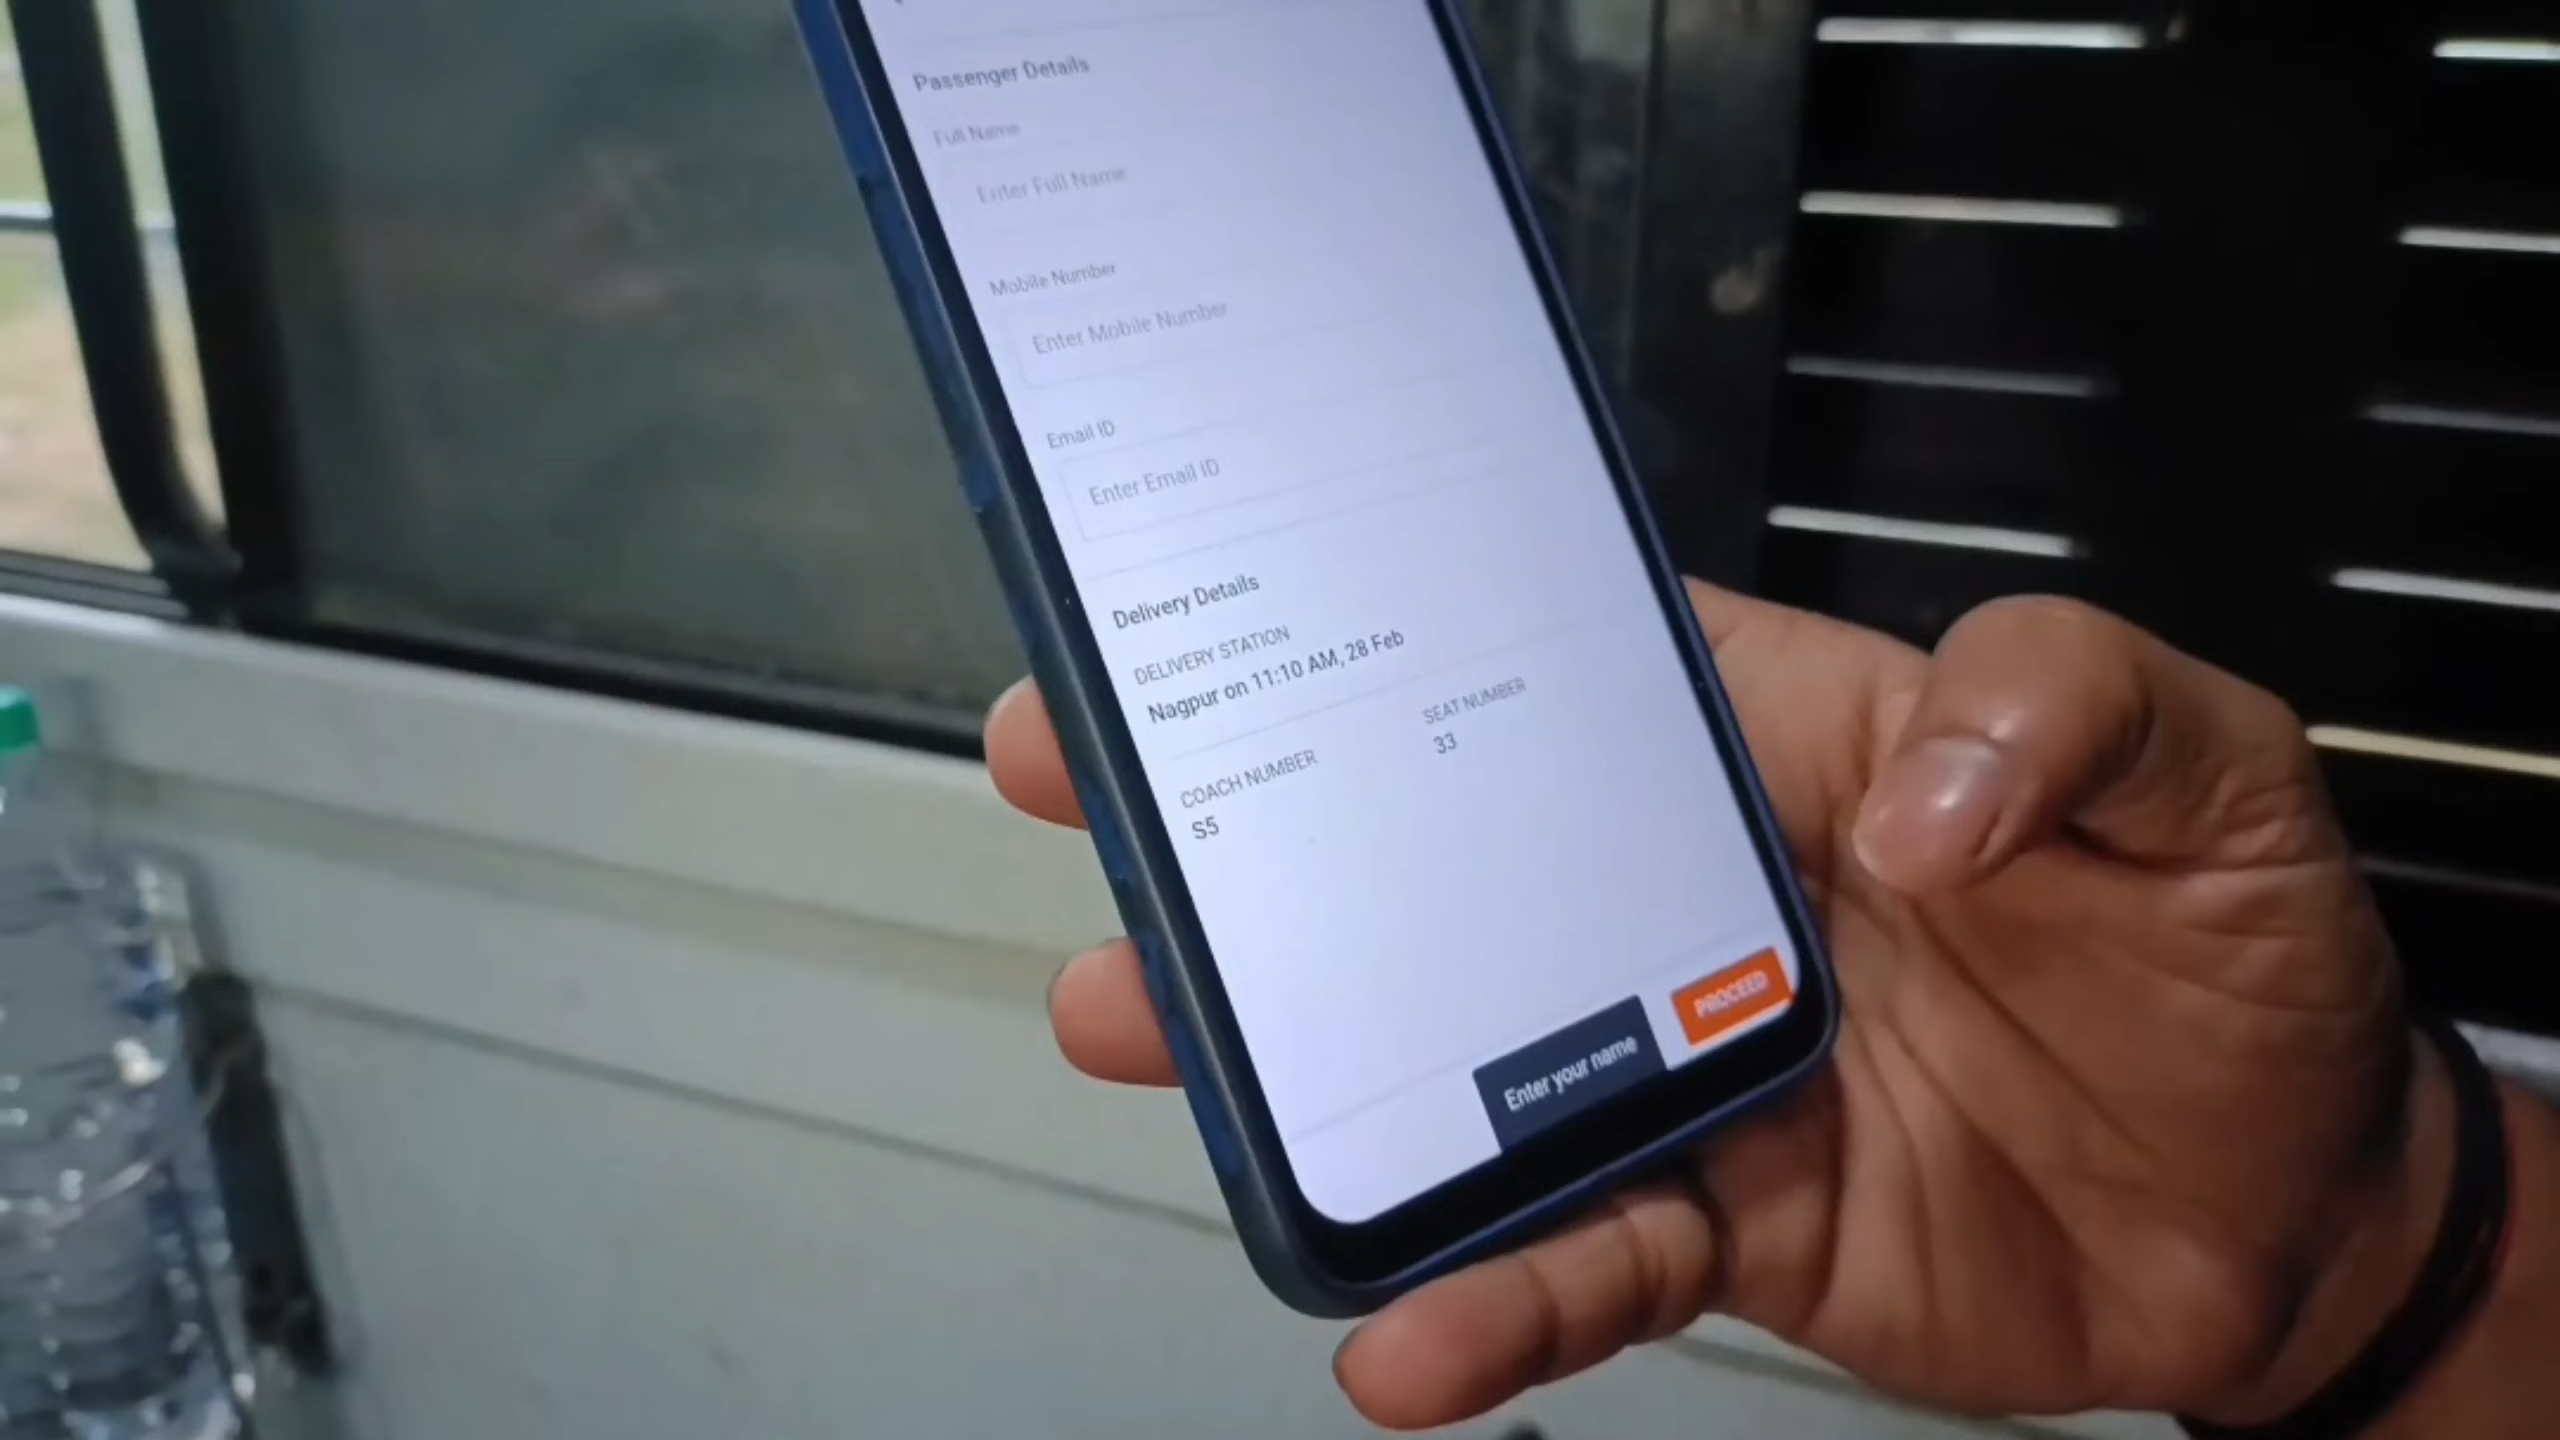 Passenger Details
Full Name
Enter Full Name
Mobile Number
Enter Mobile Number
Email ID
Enter Email ID
Delivery Details
DELIVERY STATION
Nagpur on 11:10 AM, 28 Feb
COACH NUMBER
S5
SEAT NUMBER
33
PROCEED
Enter your name